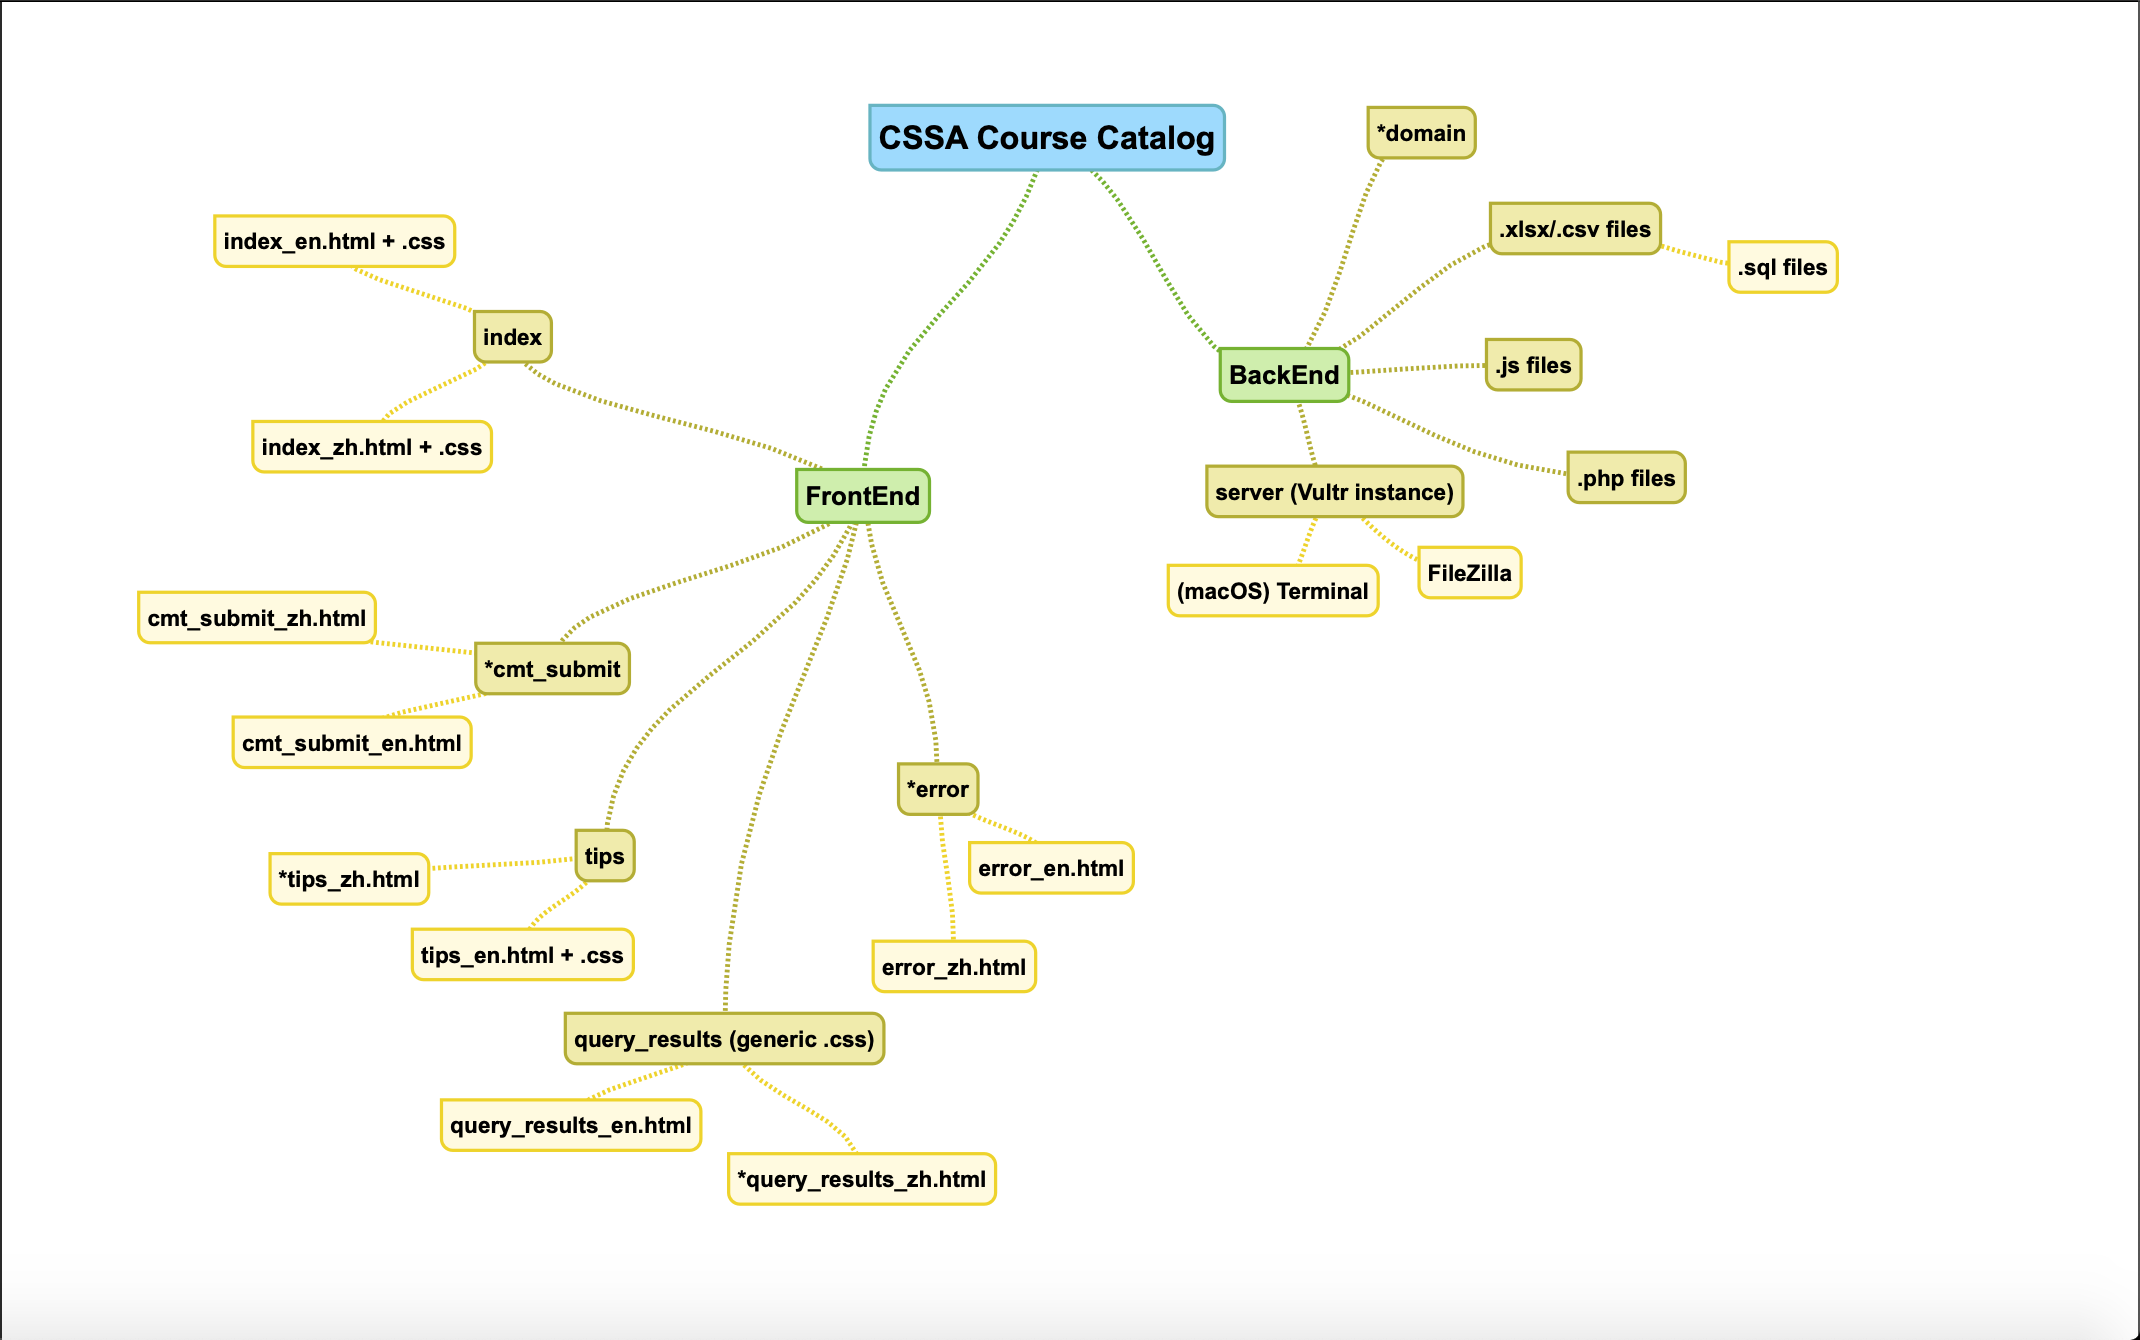 CSSA Course Catalog
*domain
.xlsx/.csv files
.sql files
.js files
BackEnd
.php files
server (Vultr instance)
(macOS) Terminal
FileZilla
index_en.html + .css
index
index_zh.html + .css
FrontEnd
cmt_submit_zh.html
*cmt_submit
cmt_submit_en.html
tips
*tips_zh.html
tips_en.html + .css
*error
error_en.html
error_zh.html
query_results (generic .css)
query_results_en.html
*query_results_zh.html